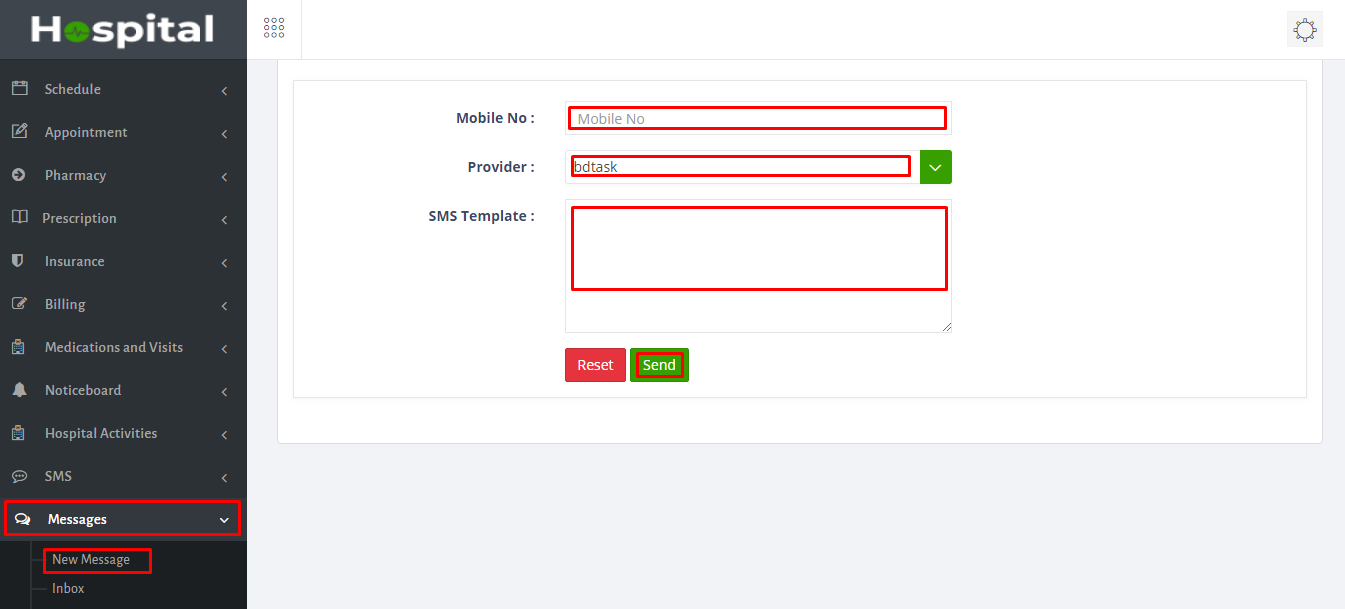 Hospital
Schedule
Appointment
Pharmacy
Prescription
Insurance
Billing
Medications and Visits
Noticeboard
Hospital Activities
SMS
Messages
New Message
Inbox
Mobile No :
Mobile No
Provider :
bdtask
SMS Template :
Reset Send